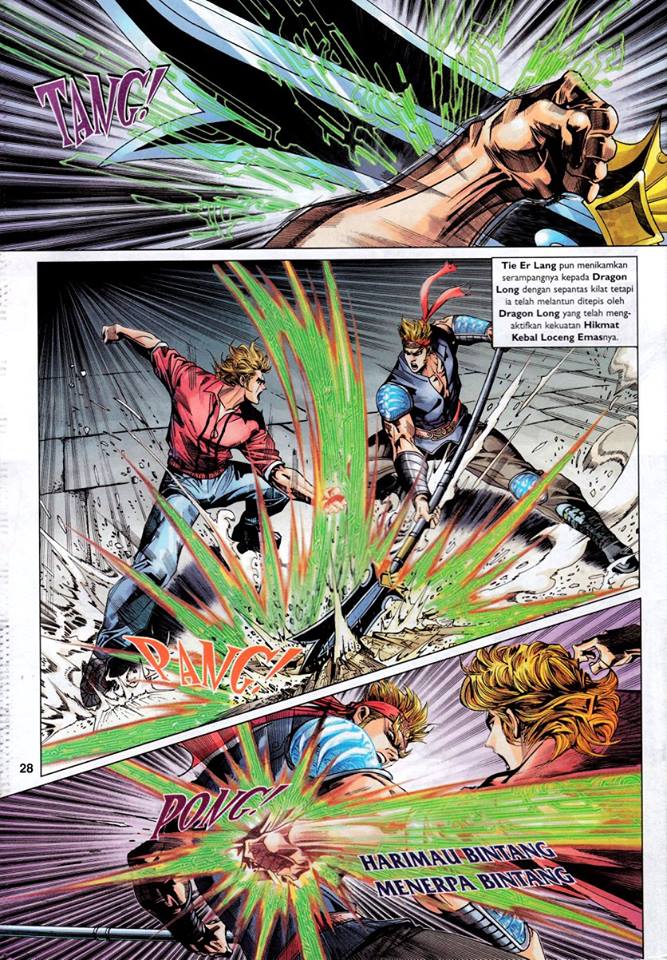 TANG!
Tie Er Lang pun menikamkan
serampangnya kepada Dragon
Long dengan sepantas kilat tetapi
ia telah melantun ditepis oleh
Dragon Long yang telah meng-
aktifkan kekuatan Hikmat
Kebal Loceng Emasnya.
PANG!
28
PONG!
HARIMAU BINTANG
MENERPA BINTANG